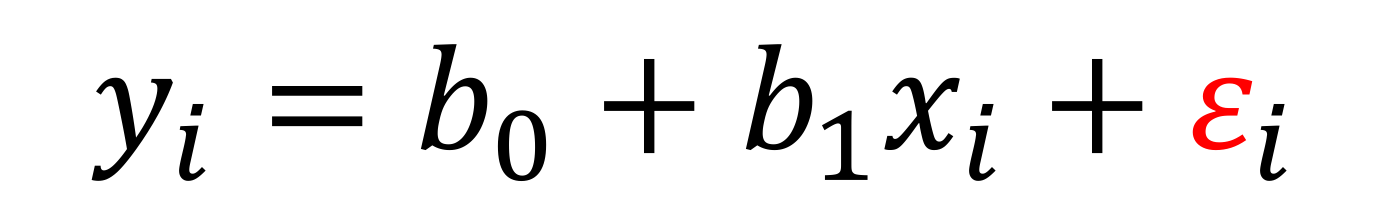 yᵢ = b₀ + b₁xᵢ + εᵢ